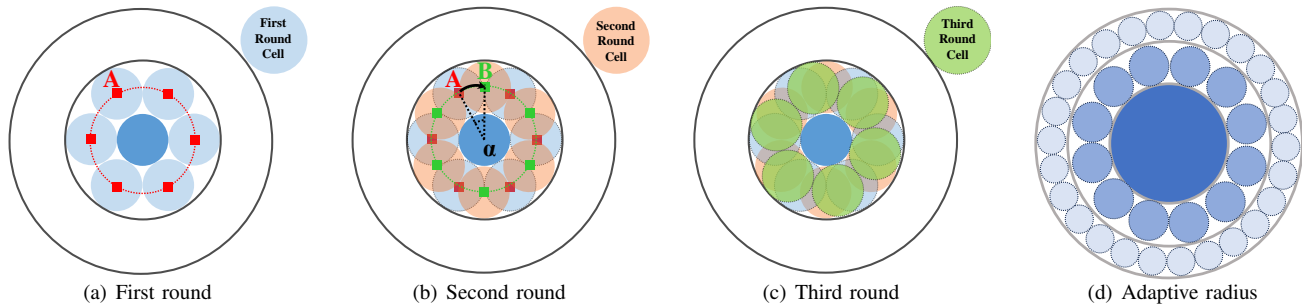 First
Round
Cell
A
(a) First round
Second
Round
Cell
A
B
α
(b) Second round
Third
Round
Cell
(c) Third round
(d) Adaptive radius